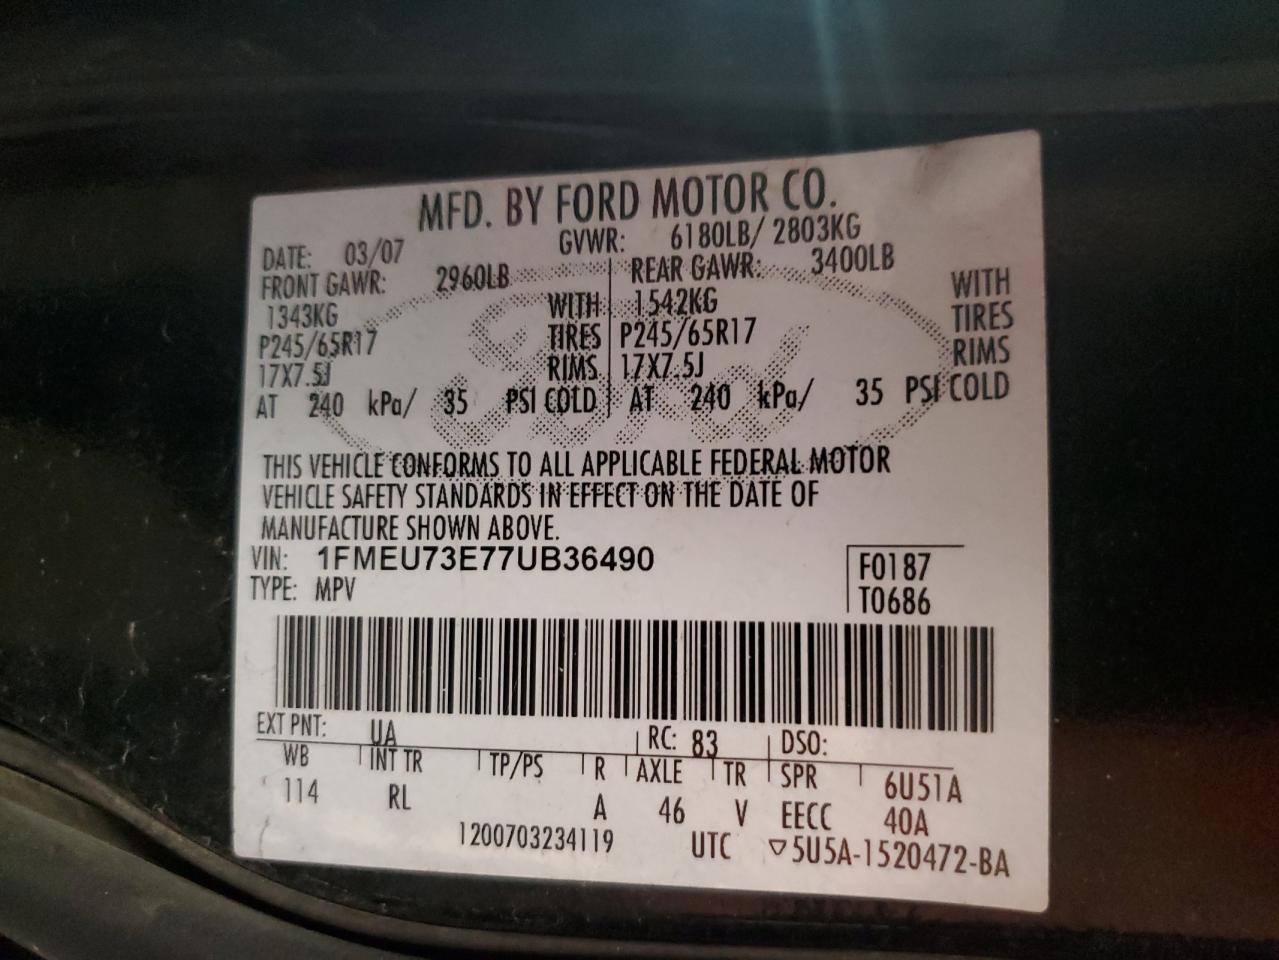 MFD. BY FORD MOTOR CO.
DATE: 03/07 GVWR: 6180LB/ 2803KG
FRONT GAWR: 2960LB REAR GAWR: 3400LB
1343KG WITH 1542KG WITH
P245/65R17 TIRES P245/65R17 TIRES
17X7.5J RIMS 17X7.5J RIMS
AT 240 kPa/ 35 PSI COLD AT 240 kPa/ 35 PSI COLD
Ford
THIS VEHICLE CONFORMS TO ALL APPLICABLE FEDERAL MOTOR
VEHICLE SAFETY STANDARDS IN EFFECT ON THE DATE OF
MANUFACTURE SHOWN ABOVE.
VIN: 1FMEU73E77UB36490 F0187
TYPE: MPV T0686
EXT PNT: UA RC: 83 DSO:
WB INT TR TP/PS R AXLE TR SPR 6U51A
114 RL A 46 V EECC 40A
1200703234119 UTC ▽5U5A-1520472-BA